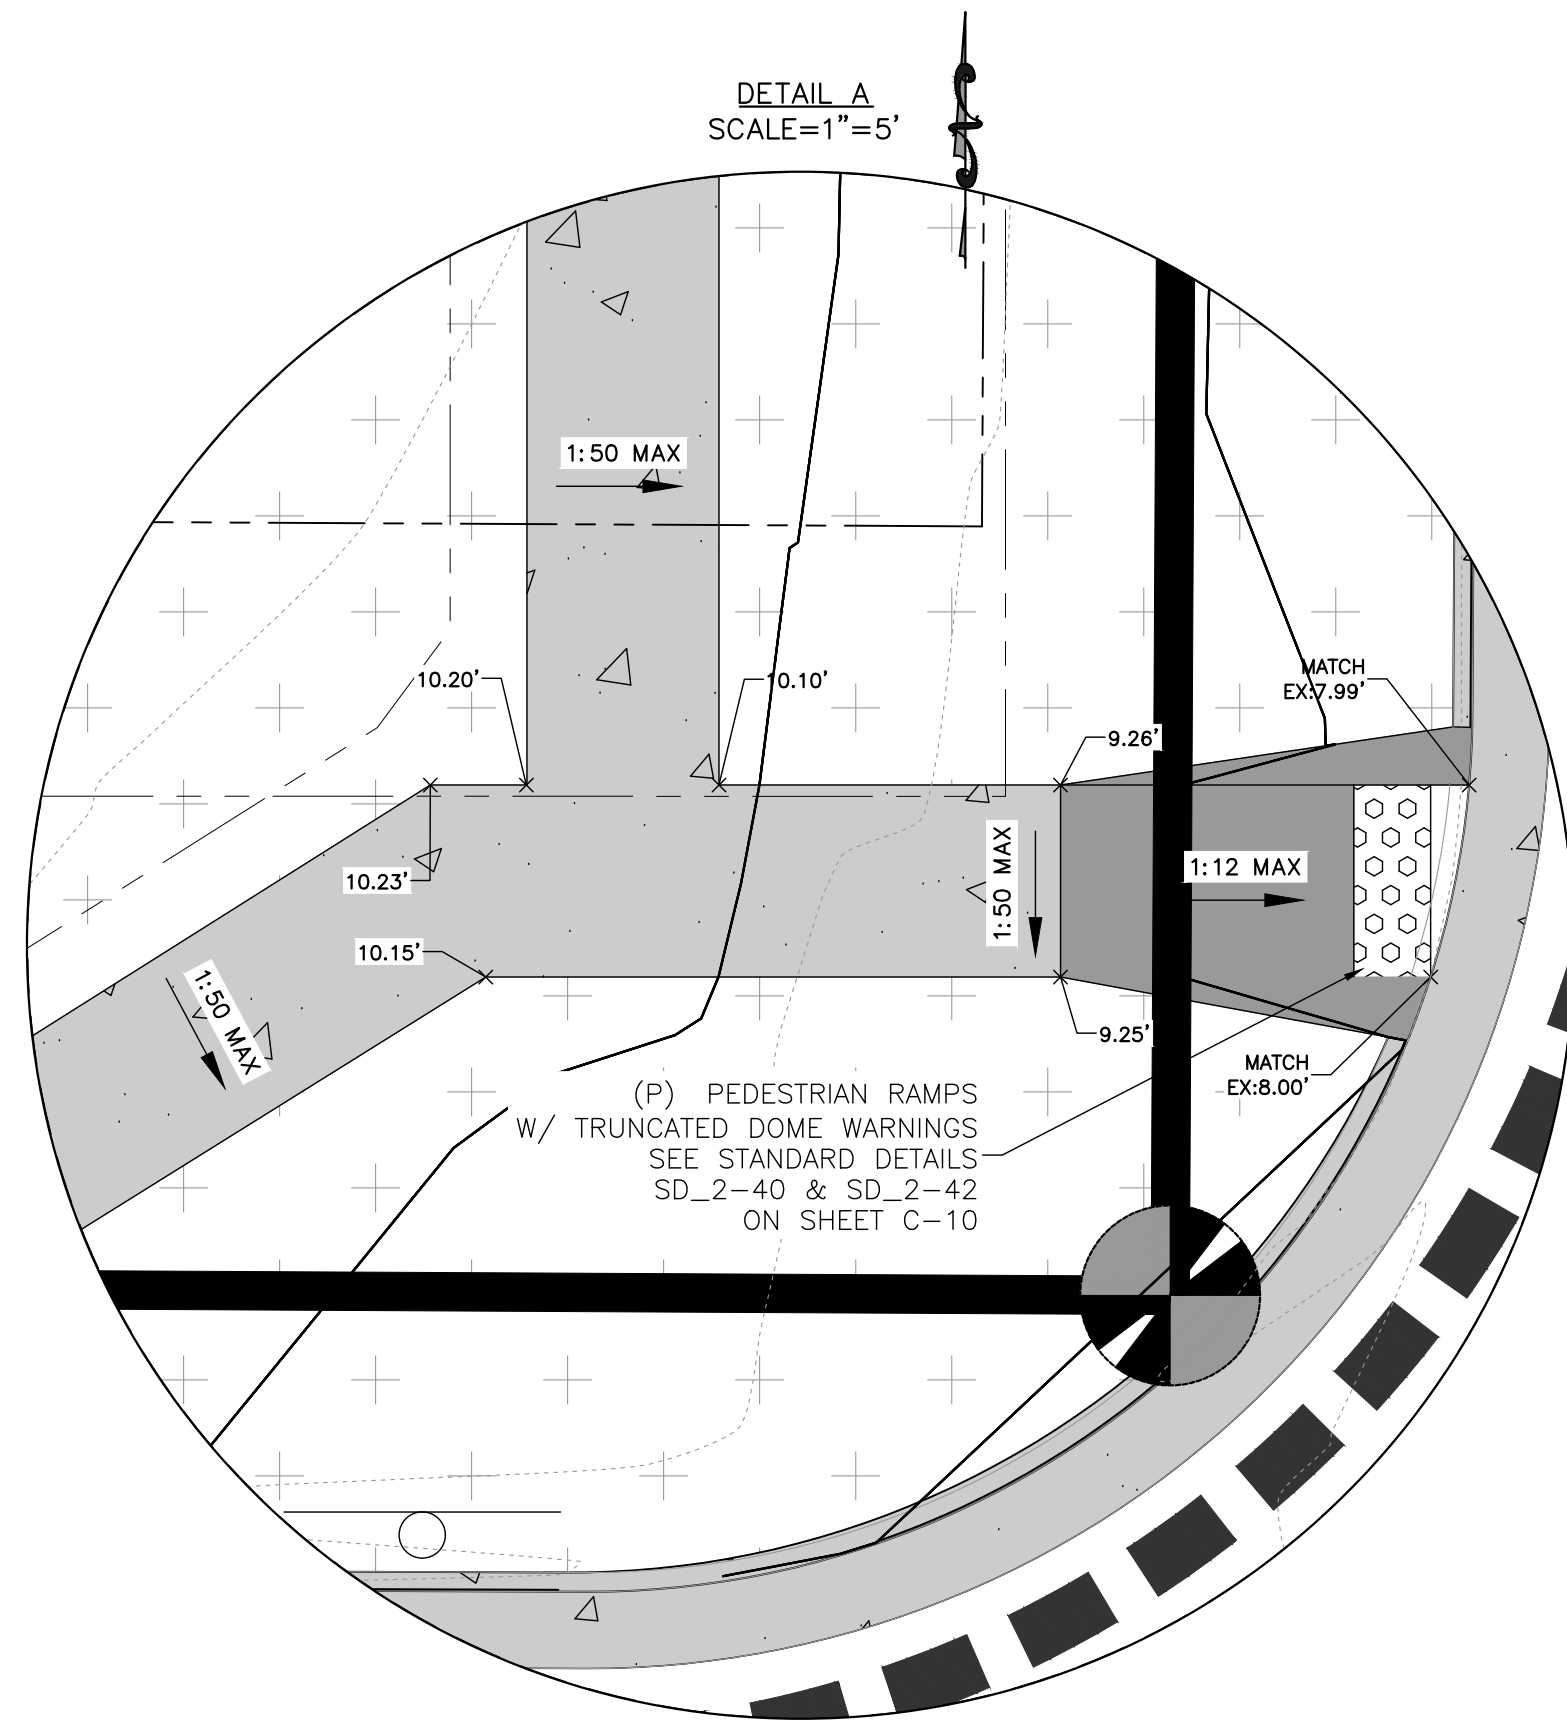 DETAIL A
SCALE=1"=5'
1:50 MAX
10.20'
10.10'
MATCH
EX:7.99'
9.26'
1:50 MAX
1:12 MAX
10.23'
10.15'
1:50 MAX
9.25'
MATCH
EX:8.00'
(P) PEDESTRIAN RAMPS
W/ TRUNCATED DOME WARNINGS
SEE STANDARD DETAILS
SD_2-40 & SD_2-42
ON SHEET C-10